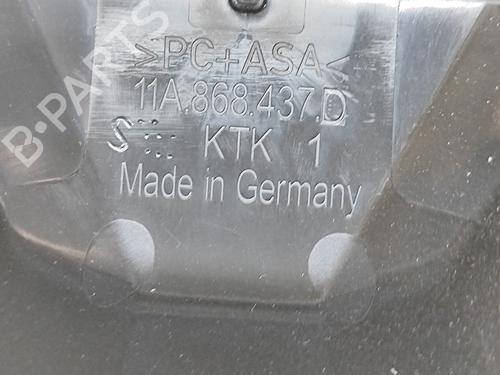 >PC+ASA<
11A.868.437.D
S KTK 1
Made in Germany
B-PARTS